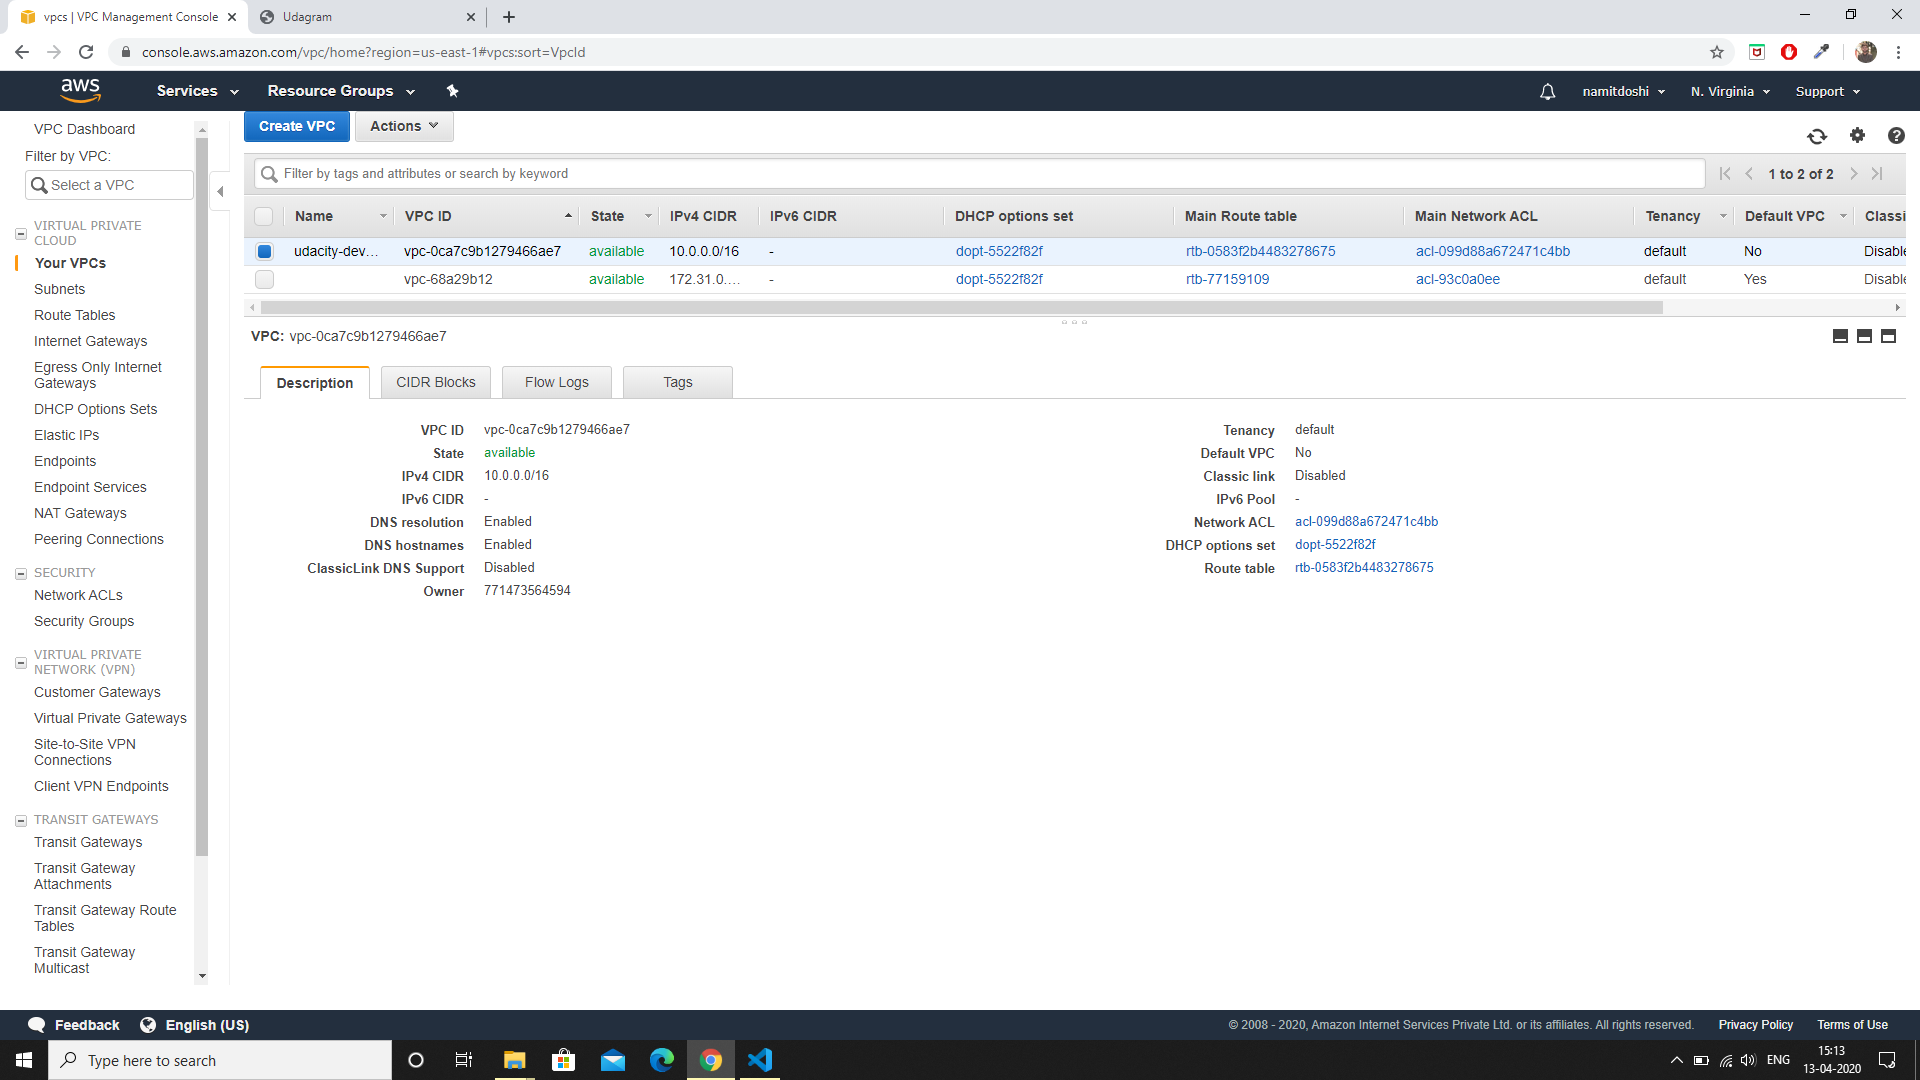 vpcs | VPC Management Console
Udagram
console.aws.amazon.com/vpc/home?region=us-east-1#vpcs:sort=VpcId
aws Services Resource Groups namitdoshi N. Virginia Support
VPC Dashboard
Filter by VPC:
Select a VPC
VIRTUAL PRIVATE
CLOUD
Your VPCs
Subnets
Route Tables
Internet Gateways
Egress Only Internet
Gateways
DHCP Options Sets
Elastic IPs
Endpoints
Endpoint Services
NAT Gateways
Peering Connections
SECURITY
Network ACLs
Security Groups
VIRTUAL PRIVATE
NETWORK (VPN)
Customer Gateways
Virtual Private Gateways
Site-to-Site VPN
Connections
Client VPN Endpoints
TRANSIT GATEWAYS
Transit Gateways
Transit Gateway
Attachments
Transit Gateway Route
Tables
Transit Gateway
Multicast
Create VPC Actions
Filter by tags and attributes or search by keyword
1 to 2 of 2
Name VPC ID State IPv4 CIDR IPv6 CIDR DHCP options set Main Route table Main Network ACL Tenancy Default VPC Classi
udacity-dev... vpc-0ca7c9b1279466ae7 available 10.0.0.0/16 - dopt-5522f82f rtb-0583f2b4483278675 acl-099d88a672471c4bb default No Disable
vpc-68a29b12 available 172.31.0.... - dopt-5522f82f rtb-77159109 acl-93c0a0ee default Yes Disable
VPC: vpc-0ca7c9b1279466ae7
Description CIDR Blocks Flow Logs Tags
VPC ID vpc-0ca7c9b1279466ae7
State available
IPv4 CIDR 10.0.0.0/16
IPv6 CIDR -
DNS resolution Enabled
DNS hostnames Enabled
ClassicLink DNS Support Disabled
Owner 771473564594
Tenancy default
Default VPC No
Classic link Disabled
IPv6 Pool -
Network ACL acl-099d88a672471c4bb
DHCP options set dopt-5522f82f
Route table rtb-0583f2b4483278675
Feedback English (US) © 2008 - 2020, Amazon Internet Services Private Ltd. or its affiliates. All rights reserved. Privacy Policy Terms of Use
Type here to search
ENG
15:13
13-04-2020